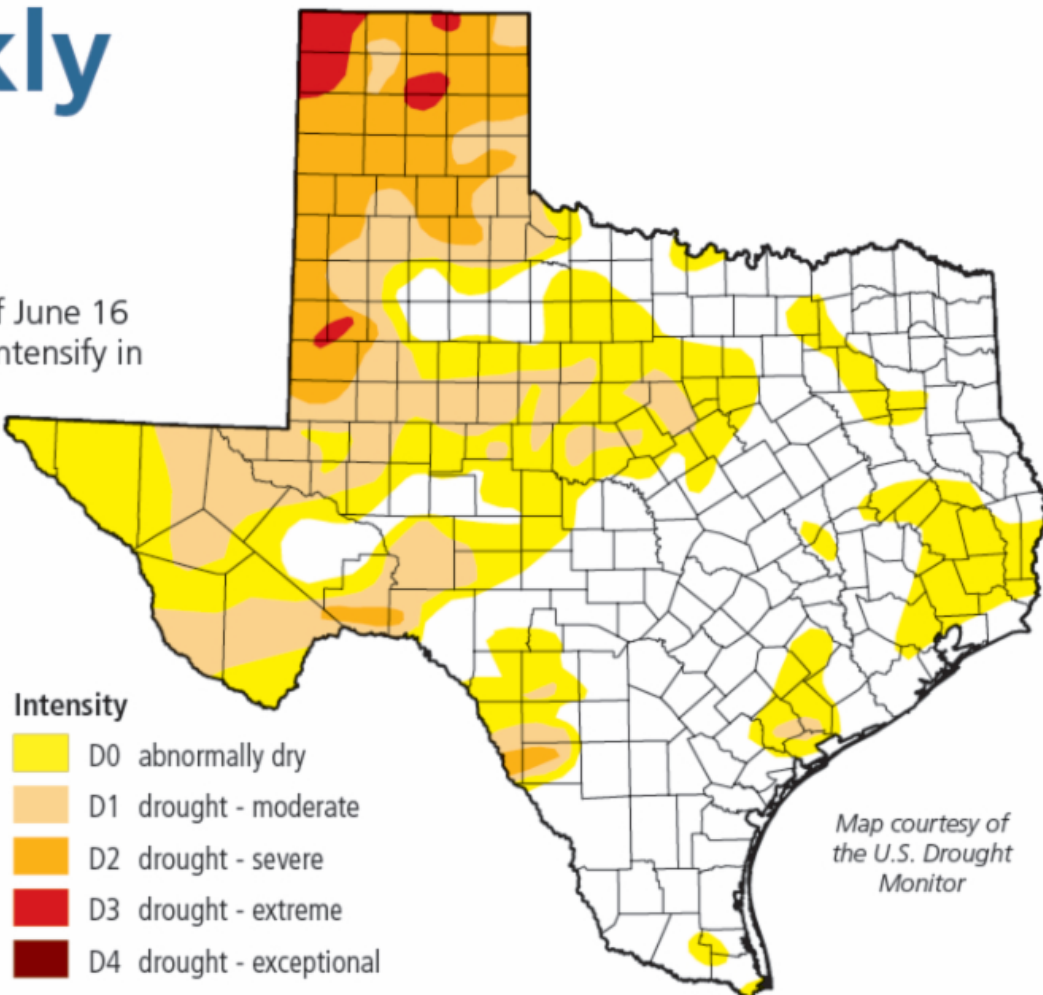 kly
f June 16
ntensify in
Intensity
D0 abnormally dry
D1 drought - moderate
D2 drought - severe
D3 drought - extreme
D4 drought - exceptional
Map courtesy of
the U.S. Drought
Monitor